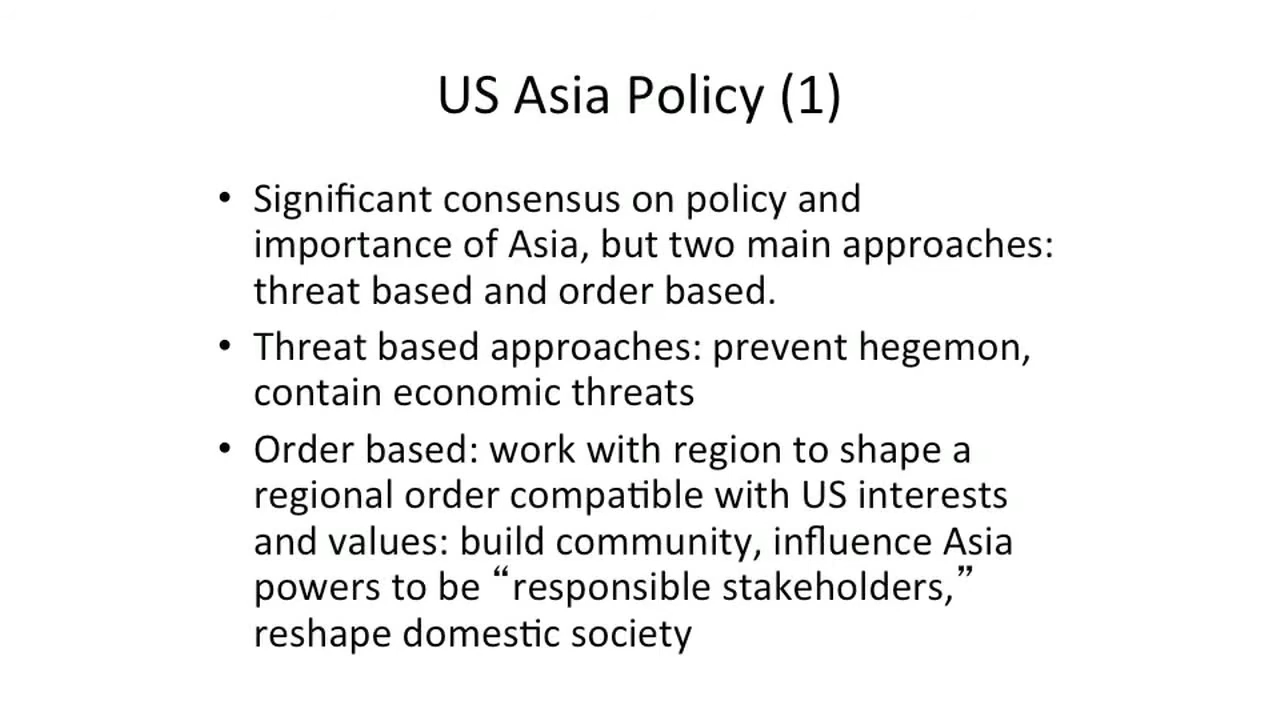 US Asia Policy (1)
• Significant consensus on policy and
importance of Asia, but two main approaches:
threat based and order based.
• Threat based approaches: prevent hegemon,
contain economic threats
• Order based: work with region to shape a
regional order compatible with US interests
and values: build community, influence Asia
powers to be “responsible stakeholders,”
reshape domestic society